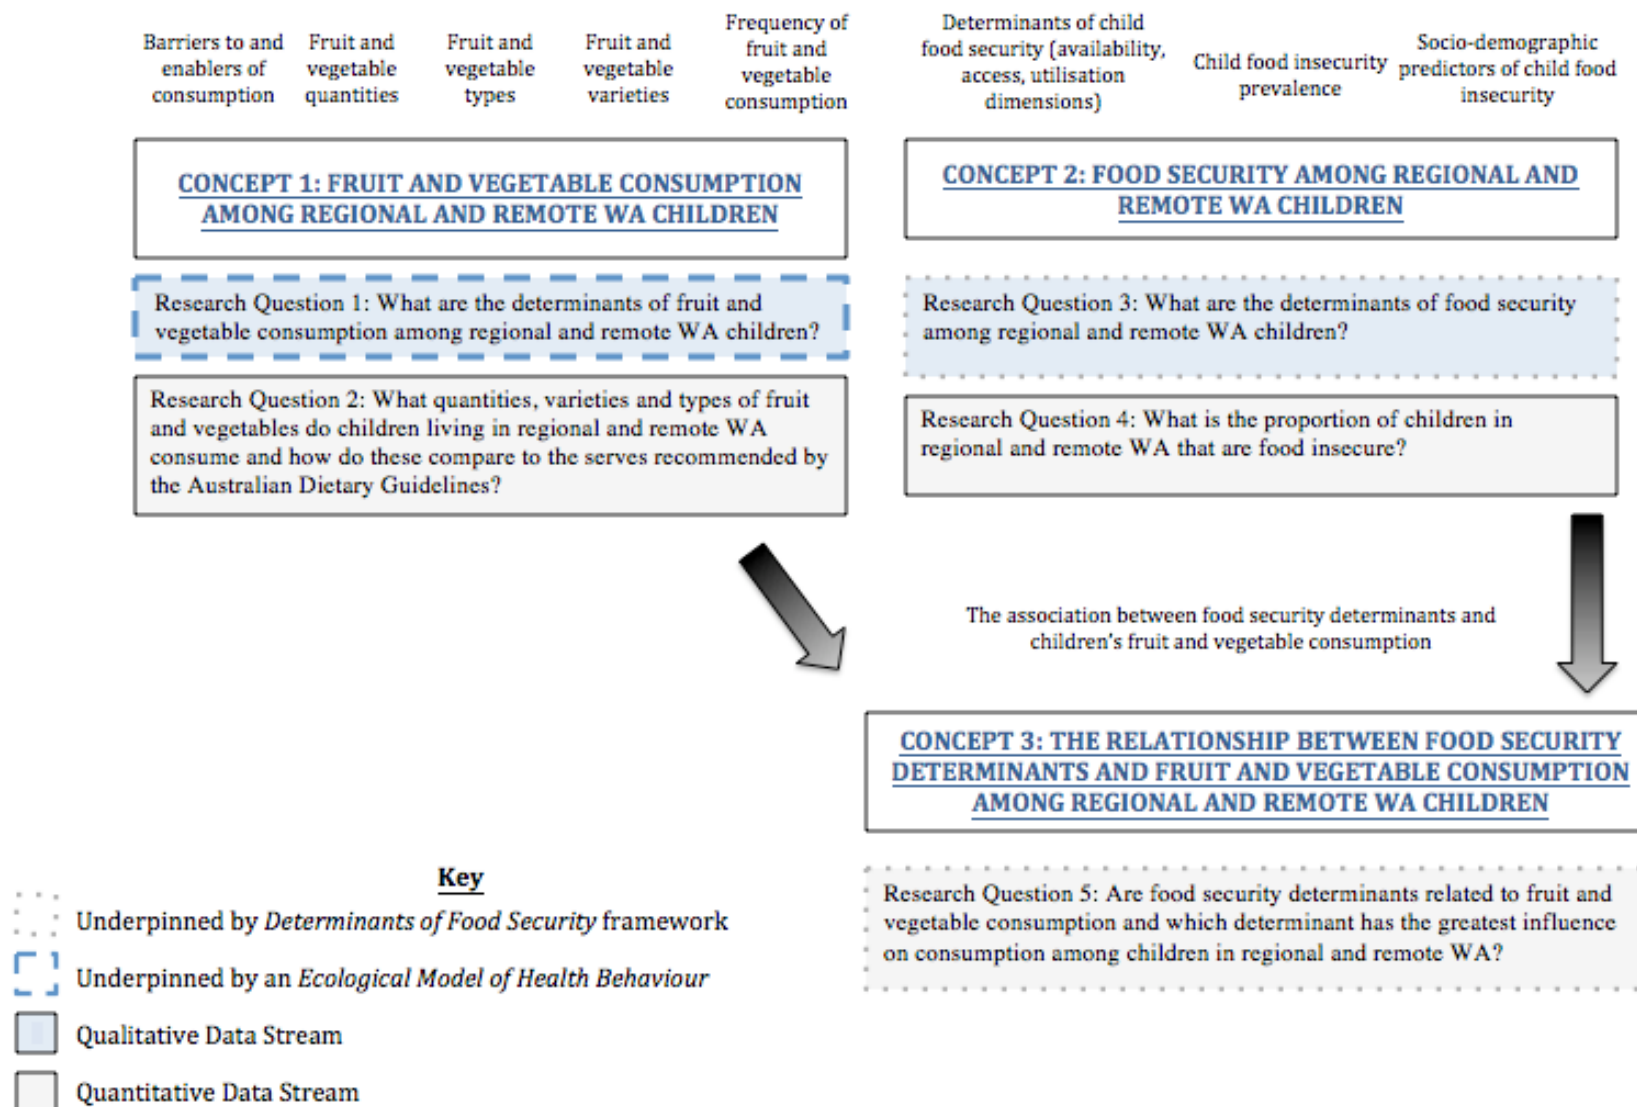 Barriers to and
enablers of
consumption
Fruit and
vegetable
quantities
Fruit and
vegetable
types
Fruit and
vegetable
varieties
Frequency of
fruit and
vegetable
consumption
Determinants of child
food security (availability,
access, utilisation
dimensions)
Child food insecurity
prevalence
Socio-demographic
predictors of child food
insecurity
CONCEPT 1: FRUIT AND VEGETABLE CONSUMPTION
AMONG REGIONAL AND REMOTE WA CHILDREN
CONCEPT 2: FOOD SECURITY AMONG REGIONAL AND
REMOTE WA CHILDREN
Research Question 1: What are the determinants of fruit and
vegetable consumption among regional and remote WA children?
Research Question 3: What are the determinants of food security
among regional and remote WA children?
Research Question 2: What quantities, varieties and types of fruit
and vegetables do children living in regional and remote WA
consume and how do these compare to the serves recommended by
the Australian Dietary Guidelines?
Research Question 4: What is the proportion of children in
regional and remote WA that are food insecure?
The association between food security determinants and
children's fruit and vegetable consumption
CONCEPT 3: THE RELATIONSHIP BETWEEN FOOD SECURITY
DETERMINANTS AND FRUIT AND VEGETABLE CONSUMPTION
AMONG REGIONAL AND REMOTE WA CHILDREN
Research Question 5: Are food security determinants related to fruit and
vegetable consumption and which determinant has the greatest influence
on consumption among children in regional and remote WA?
Key
Underpinned by Determinants of Food Security framework
Underpinned by an Ecological Model of Health Behaviour
Qualitative Data Stream
Quantitative Data Stream